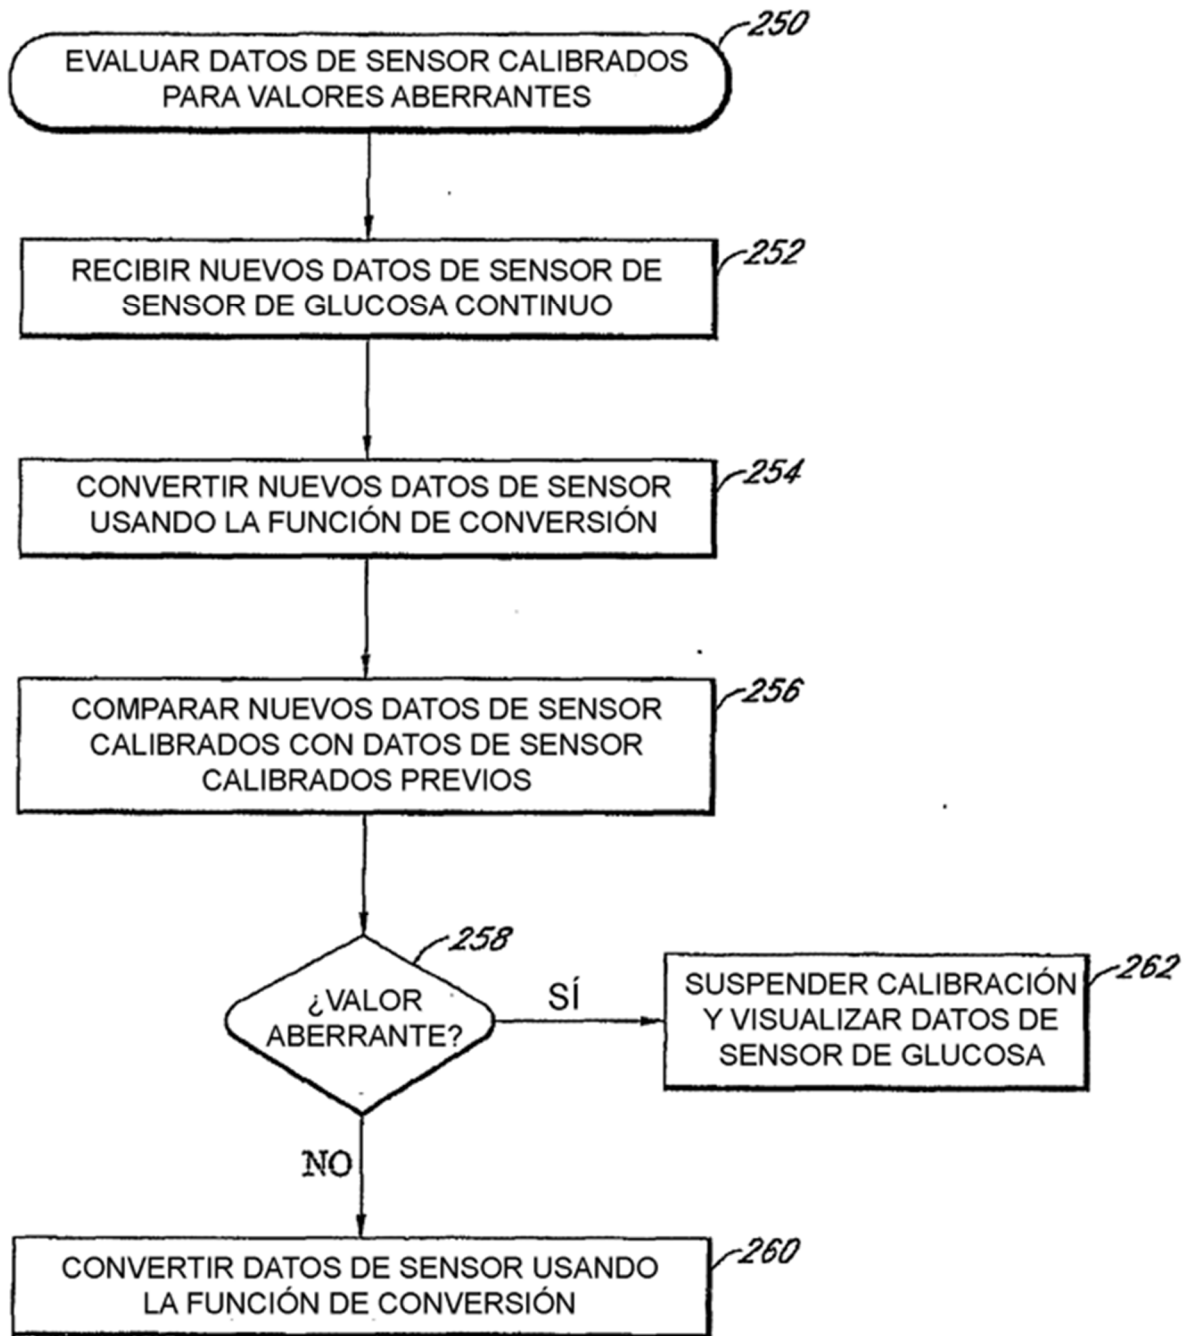 250
EVALUAR DATOS DE SENSOR CALIBRADOS
PARA VALORES ABERRANTES
252
RECIBIR NUEVOS DATOS DE SENSOR DE
SENSOR DE GLUCOSA CONTINUO
254
CONVERTIR NUEVOS DATOS DE SENSOR
USANDO LA FUNCIÓN DE CONVERSIÓN
256
COMPARAR NUEVOS DATOS DE SENSOR
CALIBRADOS CON DATOS DE SENSOR
CALIBRADOS PREVIOS
258
¿VALOR
ABERRANTE?
SÍ
262
SUSPENDER CALIBRACIÓN
Y VISUALIZAR DATOS DE
SENSOR DE GLUCOSA
NO
260
CONVERTIR DATOS DE SENSOR USANDO
LA FUNCIÓN DE CONVERSIÓN